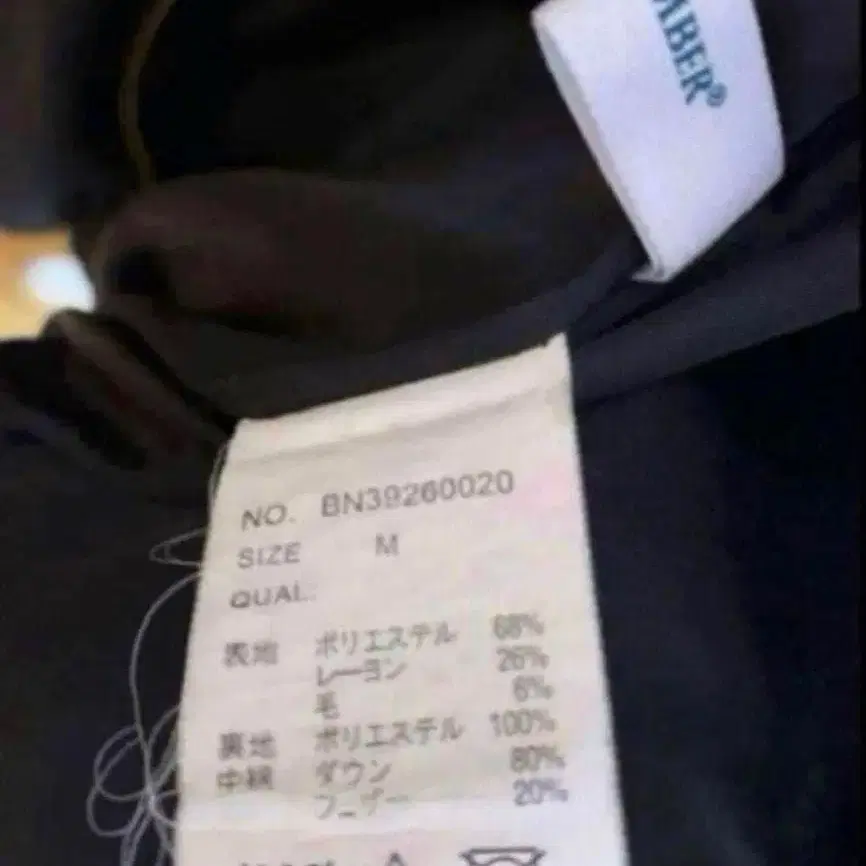 MBER®
NO. BN39260020
SIZE M
QUAL:
表地 ポリエステル 68%
レーヨン 26%
毛 6%
裏地 ポリエステル 100%
中綿 ダウン 80%
フェザー 20%